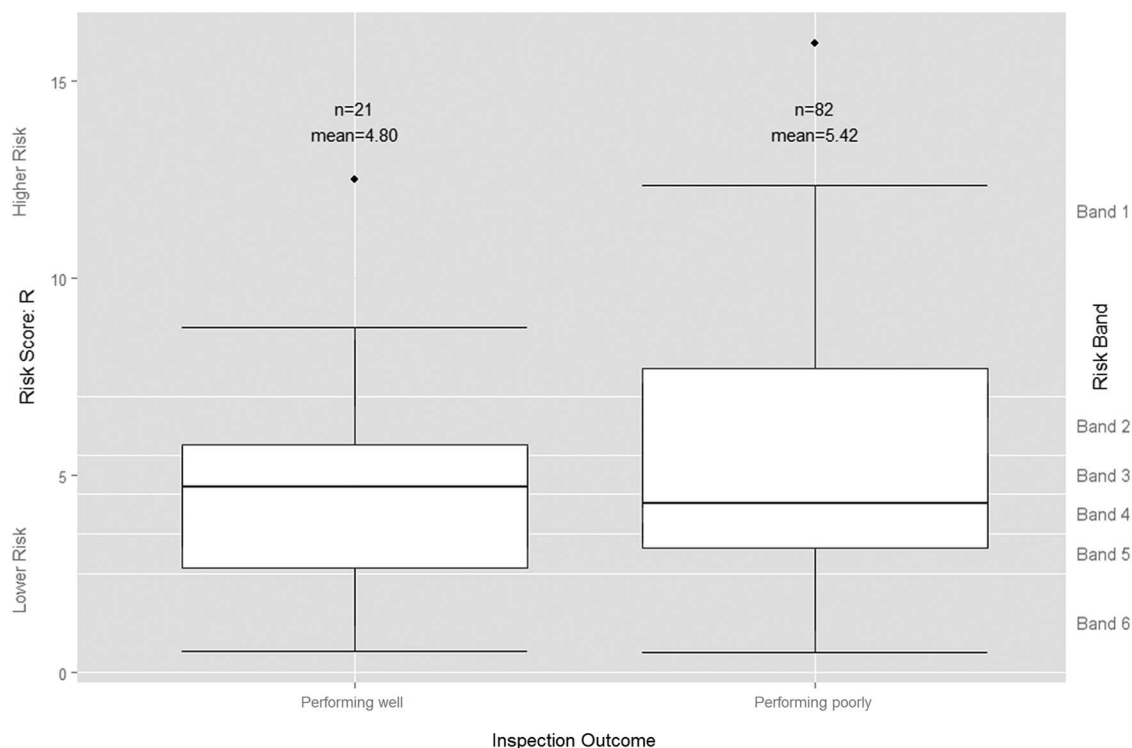 15
10
5
0
Higher Risk
Risk Score: R
Lower Risk
n=21
mean=4.80
n=82
mean=5.42
Band 1
Band 2
Band 3
Band 4
Band 5
Band 6
Risk Band
Performing well
Performing poorly
Inspection Outcome